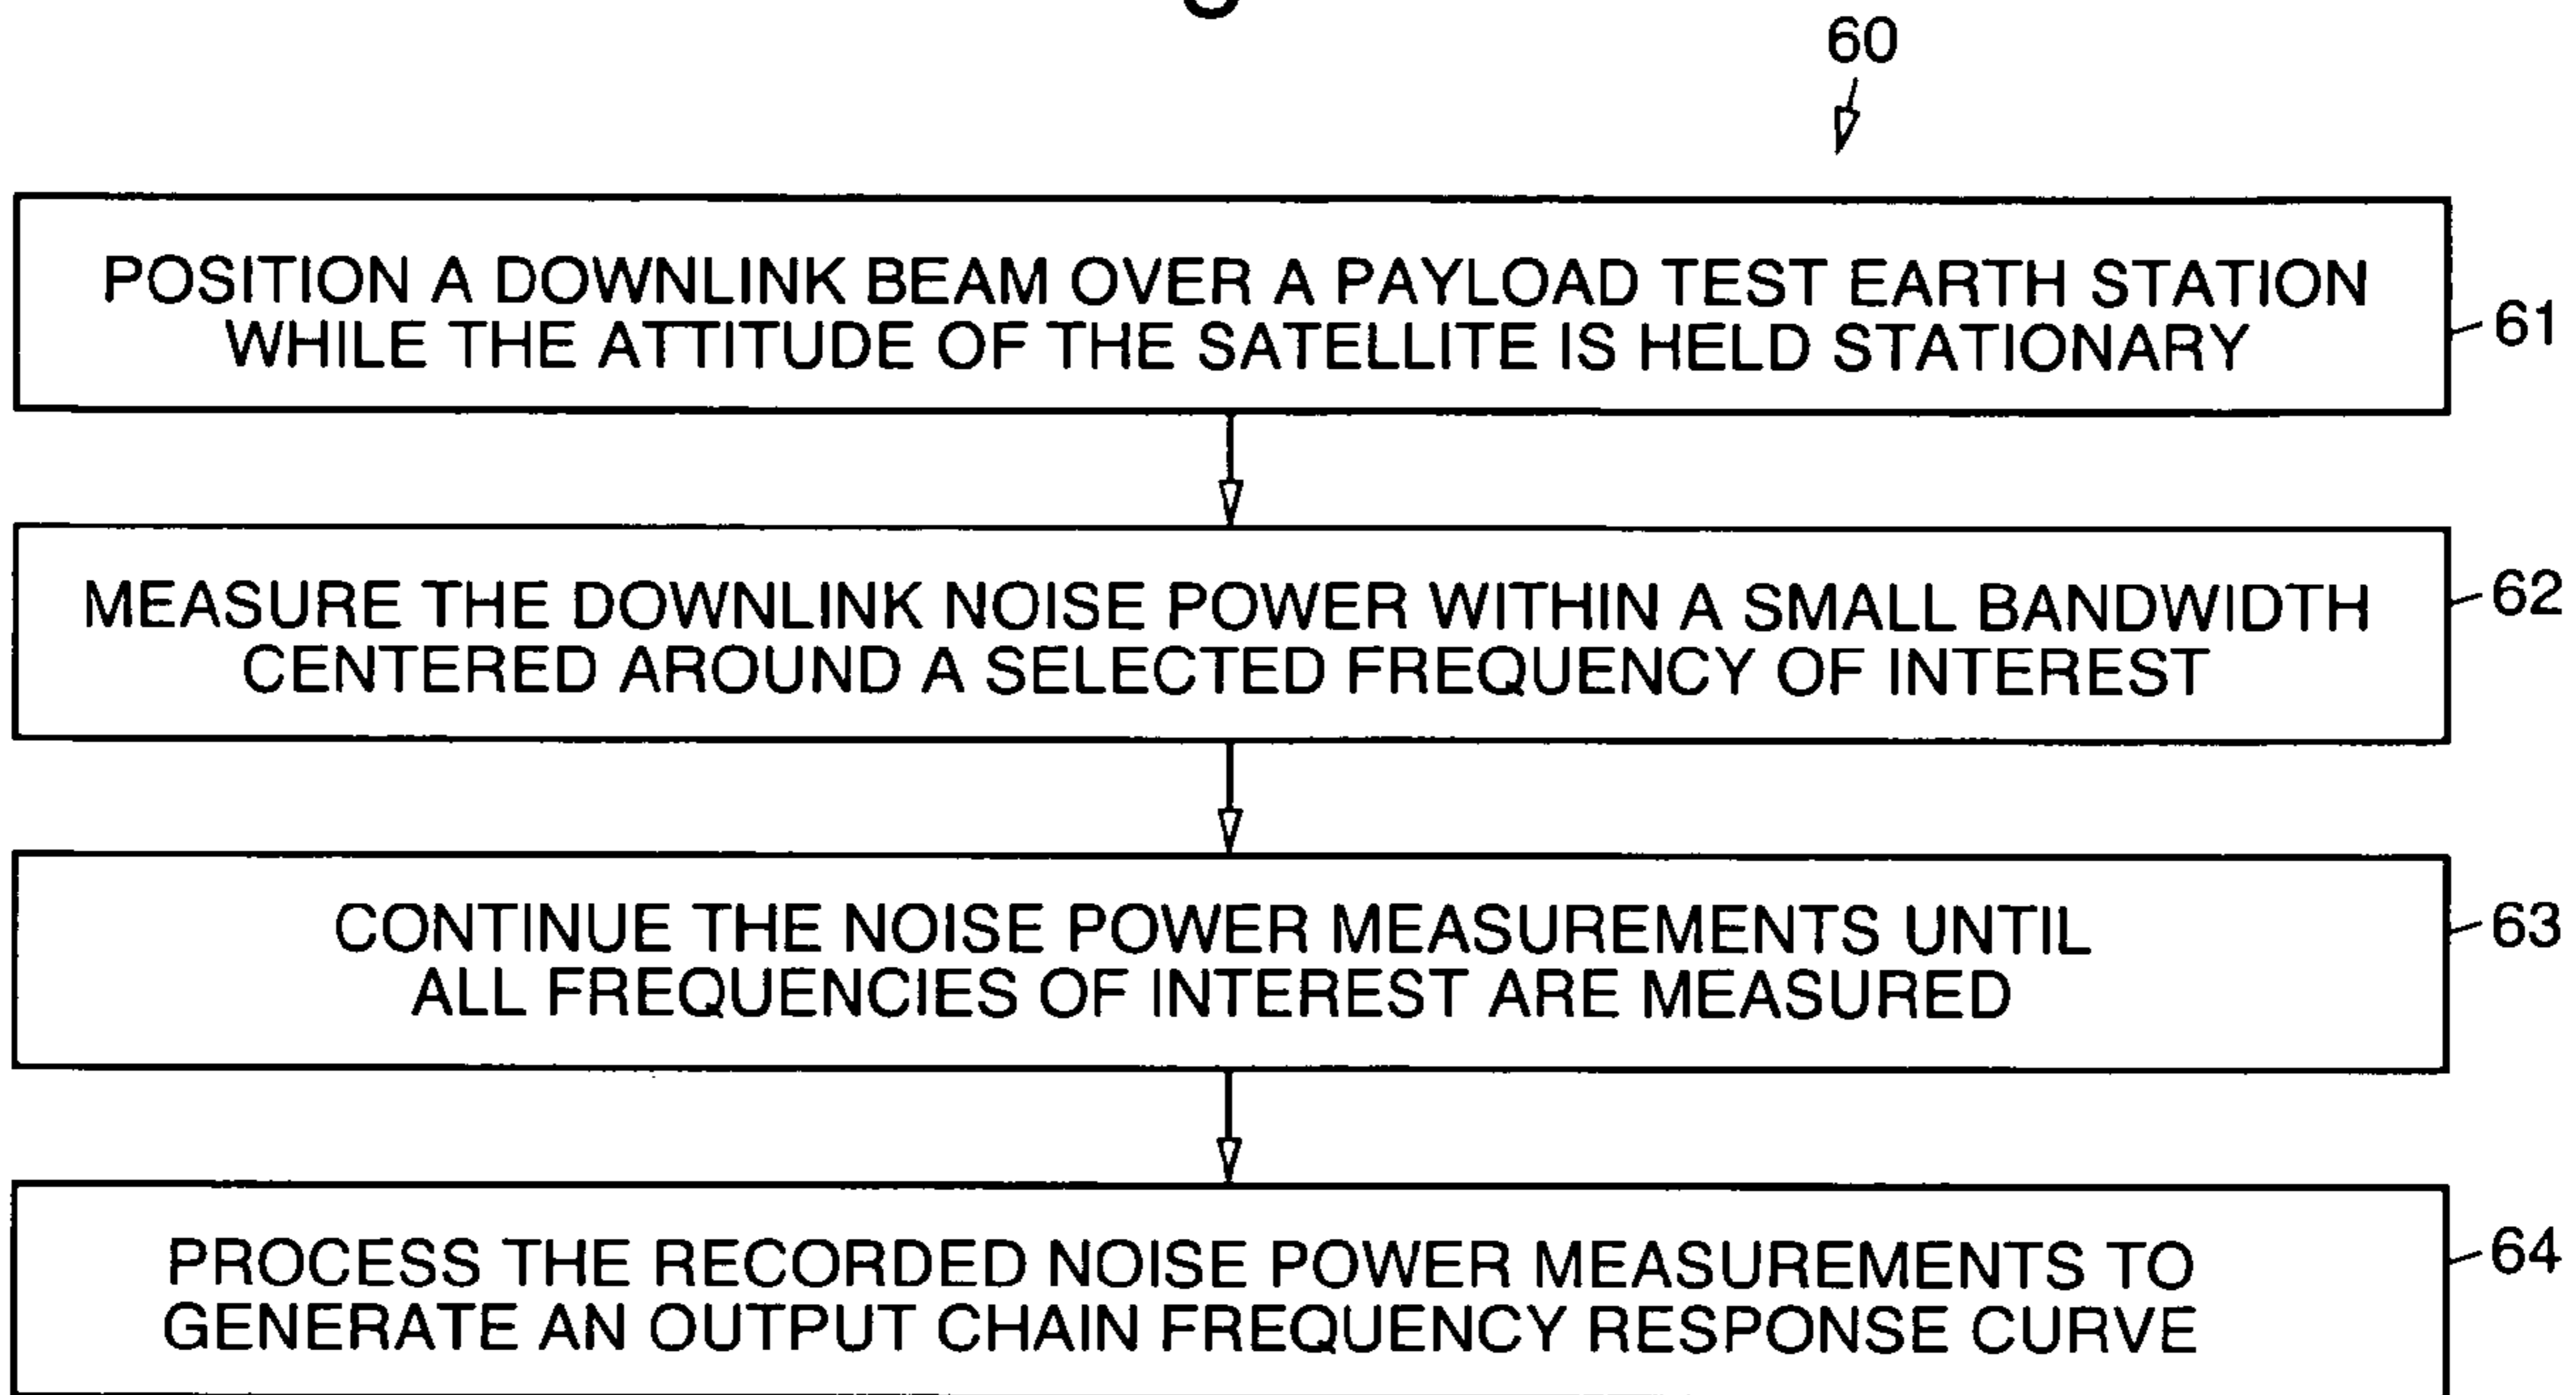 60
POSITION A DOWNLINK BEAM OVER A PAYLOAD TEST EARTH STATION
WHILE THE ATTITUDE OF THE SATELLITE IS HELD STATIONARY
61
MEASURE THE DOWNLINK NOISE POWER WITHIN A SMALL BANDWIDTH
CENTERED AROUND A SELECTED FREQUENCY OF INTEREST
62
CONTINUE THE NOISE POWER MEASUREMENTS UNTIL
ALL FREQUENCIES OF INTEREST ARE MEASURED
63
PROCESS THE RECORDED NOISE POWER MEASUREMENTS TO
GENERATE AN OUTPUT CHAIN FREQUENCY RESPONSE CURVE
64